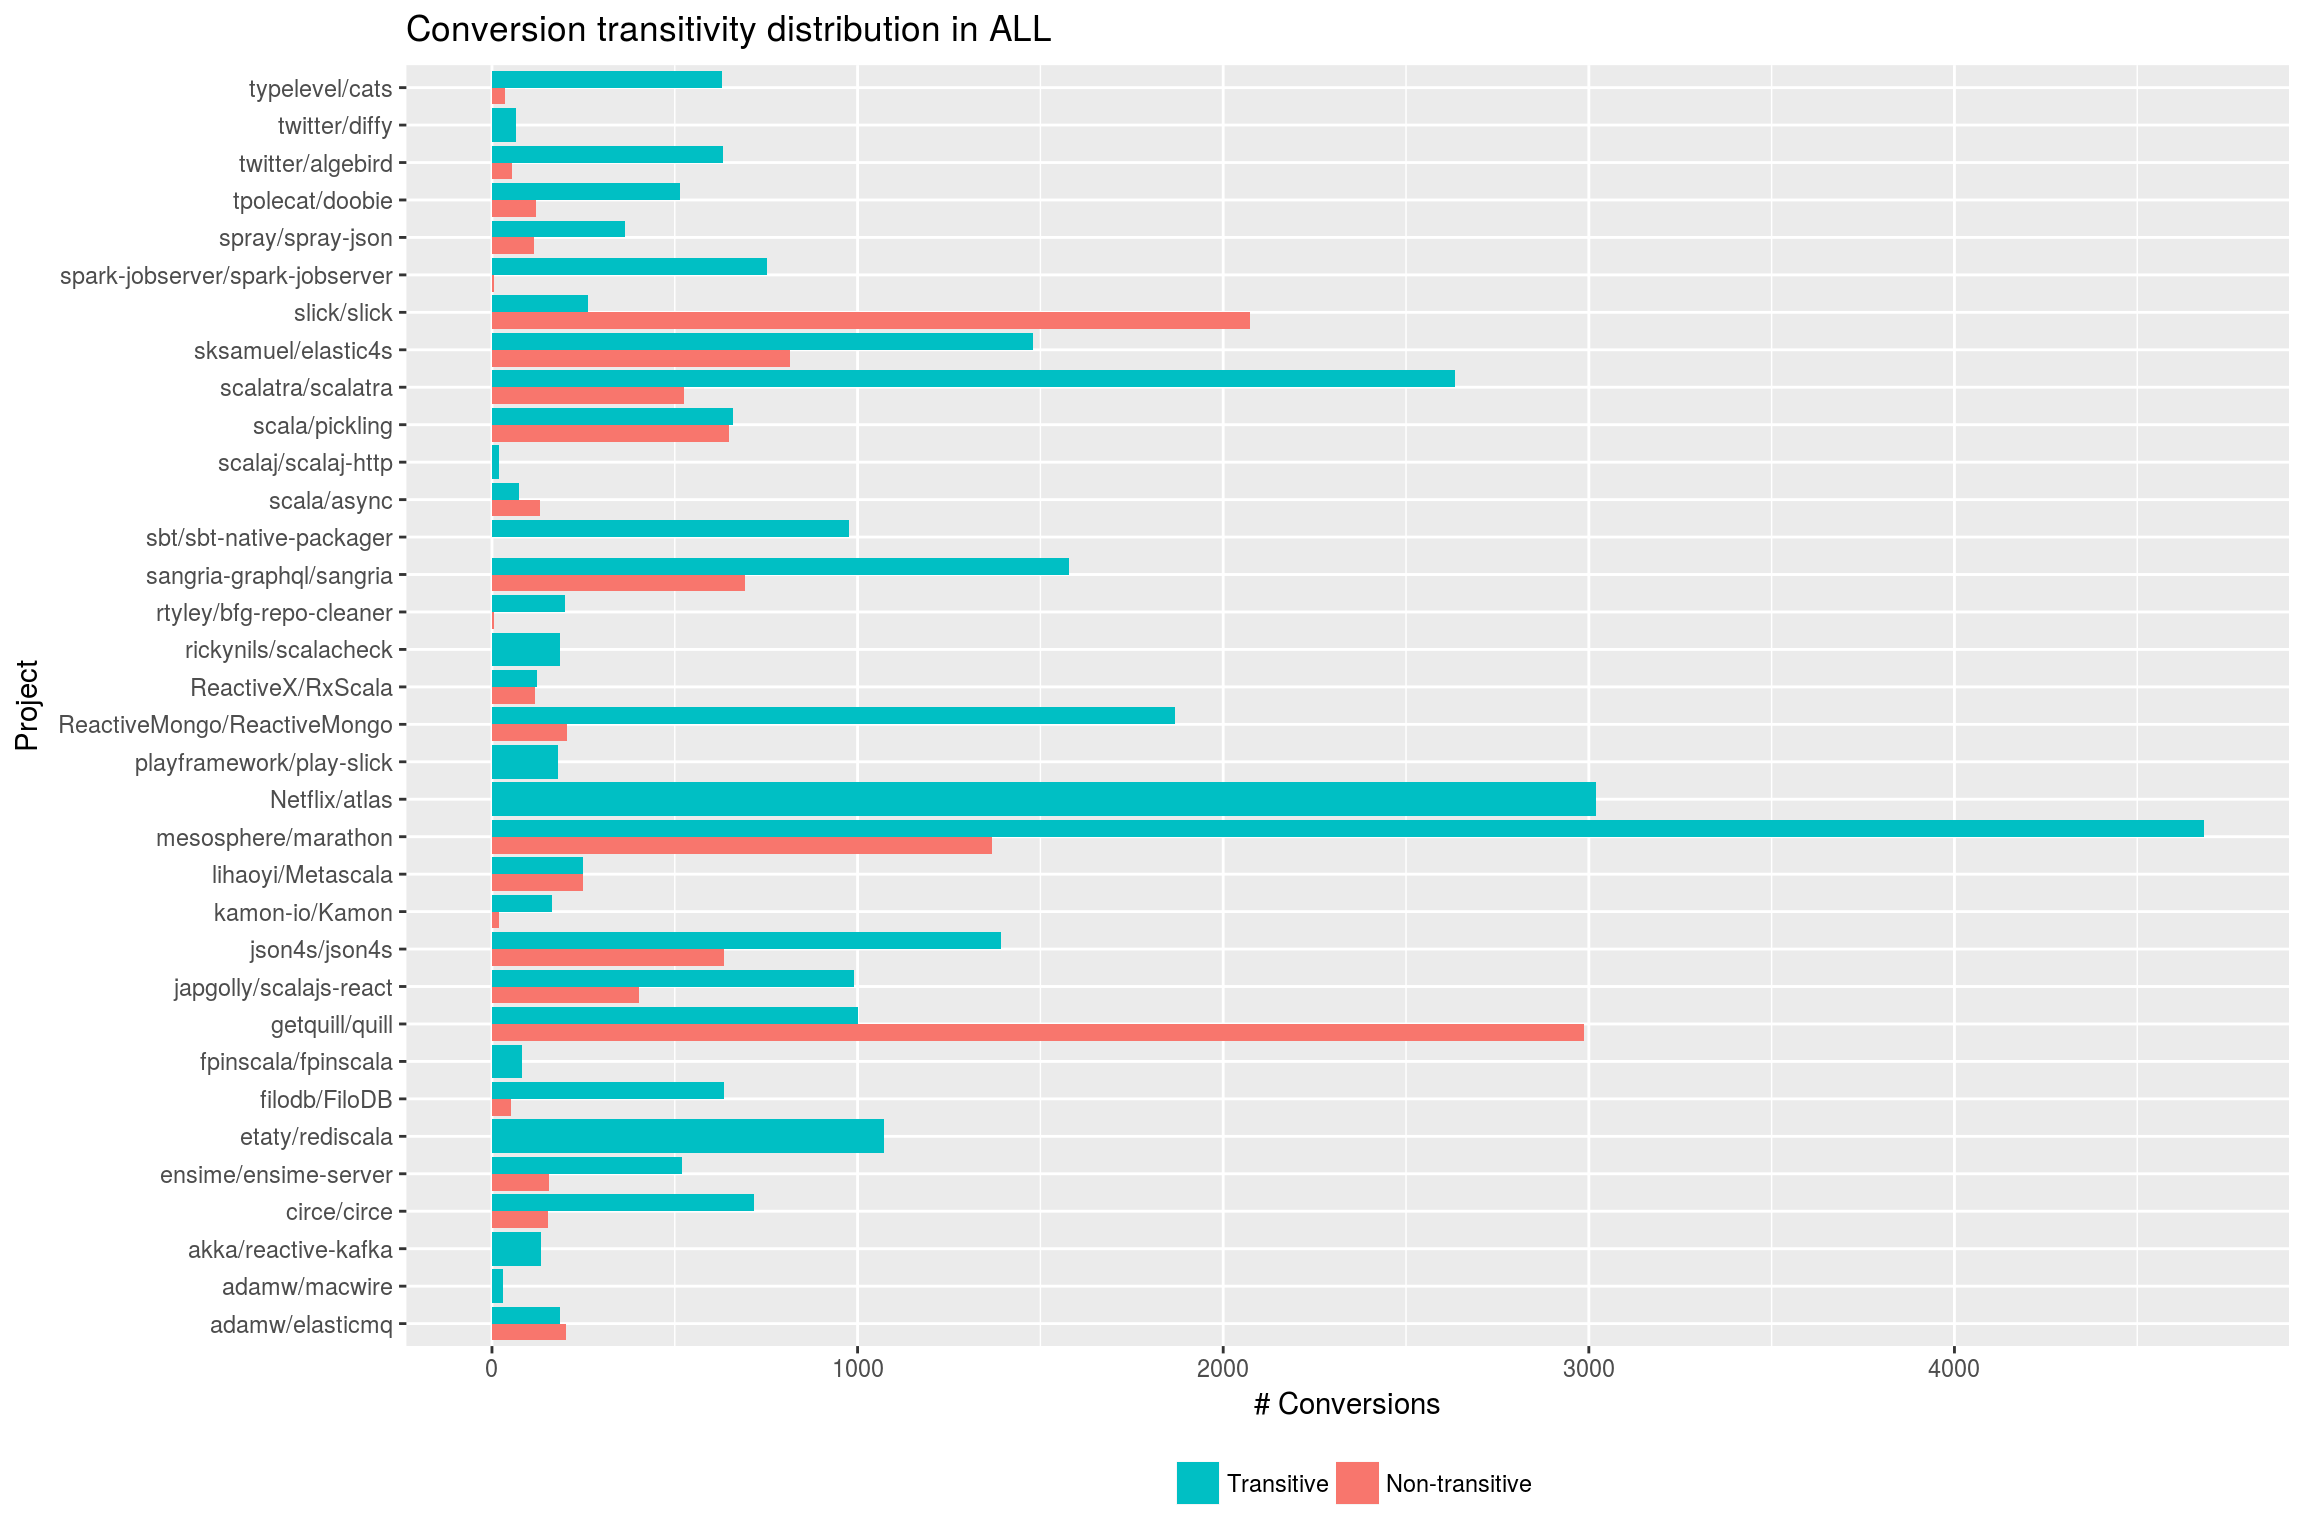 Conversion transitivity distribution in ALL
typelevel/cats
twitter/diffy
twitter/algebird
tpolecat/doobie
spray/spray-json
spark-jobserver/spark-jobserver
slick/slick
sksamuel/elastic4s
scalatra/scalatra
scala/pickling
scalaj/scalaj-http
scala/async
sbt/sbt-native-packager
sangria-graphql/sangria
rtyley/bfg-repo-cleaner
rickynils/scalacheck
ReactiveX/RxScala
ReactiveMongo/ReactiveMongo
playframework/play-slick
Netflix/atlas
mesosphere/marathon
lihaoyi/Metascala
kamon-io/Kamon
json4s/json4s
japgolly/scalajs-react
getquill/quill
fpinscala/fpinscala
filodb/FiloDB
etaty/rediscala
ensime/ensime-server
circe/circe
akka/reactive-kafka
adamw/macwire
adamw/elasticmq
Project
0 1000 2000 3000 4000
# Conversions
Transitive Non-transitive